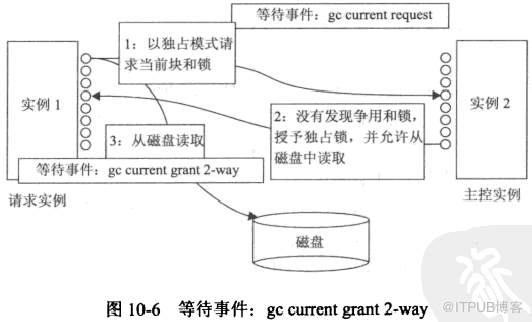 等待事件：gc current request
1：以独占模式请
求当前块和锁
实例 1
实例 2
2：没有发现争用和锁，
授予独占锁，并允许从
磁盘中读取
3：从磁盘读取
等待事件：gc current grant 2-way
请求实例
主控实例
磁盘
图 10-6 等待事件：gc current grant 2-way
@ITPUB博客